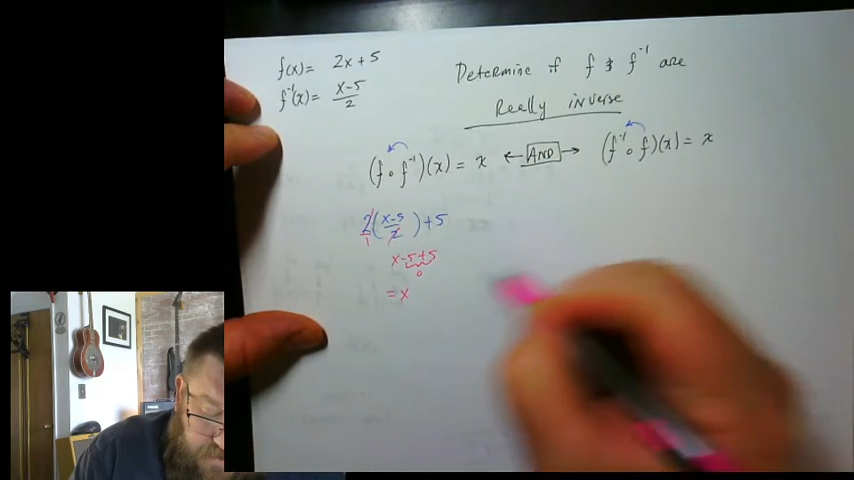 f(x) = 2x + 5
f⁻¹(x) = x-5/2
Determine if f & f⁻¹ are
Really inverse
(f ∘ f⁻¹)(x) = x ← AND → (f⁻¹ ∘ f)(x) = x
2/1 (x-5/2) + 5
x-5+5
0
= x